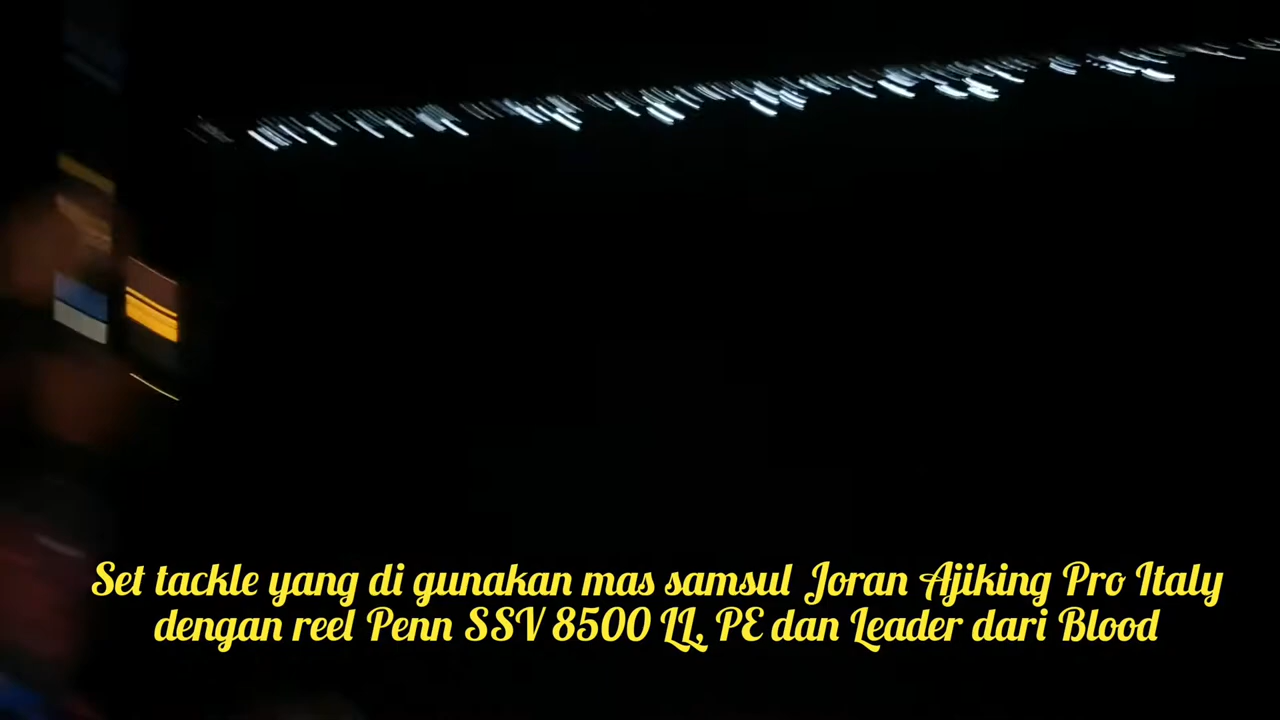 Set tackle yang di gunakan mas samsul Joran Ajiking Pro Italy
dengan reel Penn SSV 8500 LL, PE dan Leader dari Blood